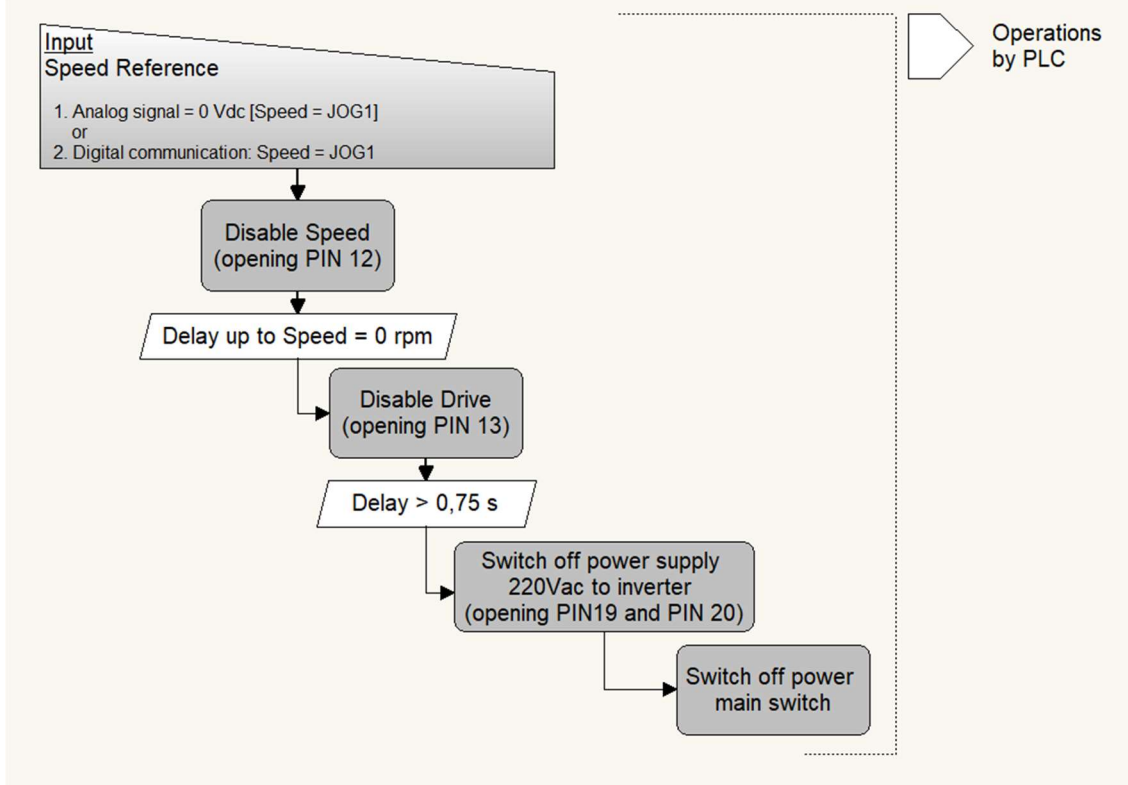 Input
Speed Reference
1. Analog signal = 0 Vdc [Speed = JOG1]
or
2. Digital communication: Speed = JOG1
Operations
by PLC
Disable Speed
(opening PIN 12)
Delay up to Speed = 0 rpm
Disable Drive
(opening PIN 13)
Delay > 0,75 s
Switch off power supply
220Vac to inverter
(opening PIN19 and PIN 20)
Switch off power
main switch